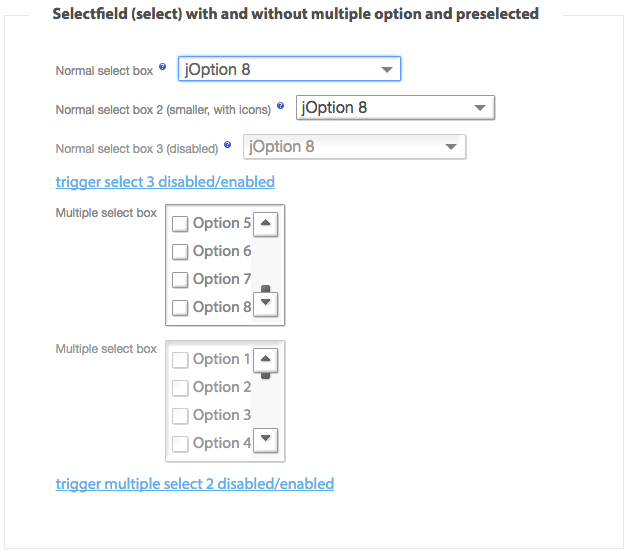 Selectfield (select) with and without multiple option and preselected
Normal select box ?
jOption 8
Normal select box 2 (smaller, with icons) ?
jOption 8
Normal select box 3 (disabled) ?
jOption 8
trigger select 3 disabled/enabled
Multiple select box
Option 5
Option 6
Option 7
Option 8
Multiple select box
Option 1
Option 2
Option 3
Option 4
trigger multiple select 2 disabled/enabled